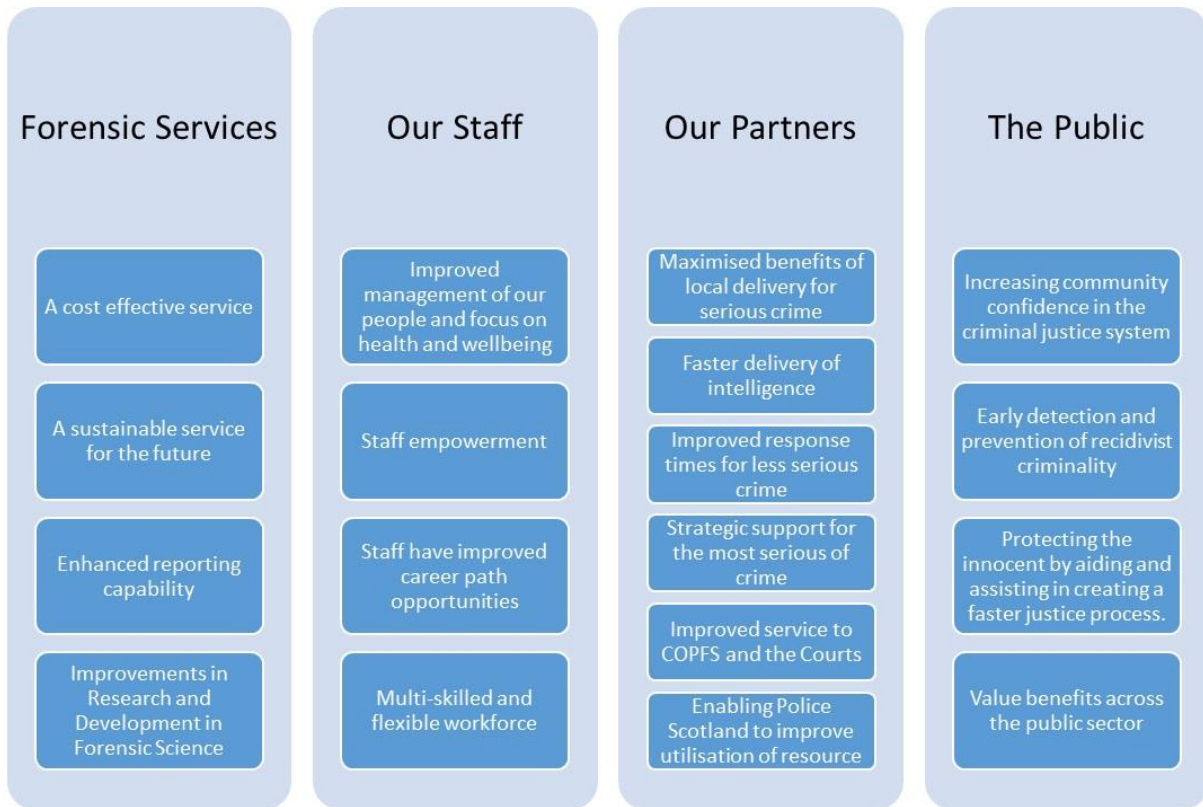 Forensic Services
A cost effective service
A sustainable service
for the future
Enhanced reporting
capability
Improvements in
Research and
Development in
Forensic Science
Our Staff
Improved
management of our
people and focus on
health and wellbeing
Staff empowerment
Staff have improved
career path
opportunities
Multi-skilled and
flexible workforce
Our Partners
Maximised benefits of
local delivery for
serious crime
Faster delivery of
intelligence
Improved response
times for less serious
crime
Strategic support for
the most serious of
crime
Improved service to
COPFS and the Courts
Enabling Police
Scotland to improve
utilisation of resource
The Public
Increasing community
confidence in the
criminal justice system
Early detection and
prevention of recidivist
criminality
Protecting the
innocent by aiding and
assisting in creating a
faster justice process.
Value benefits across
the public sector